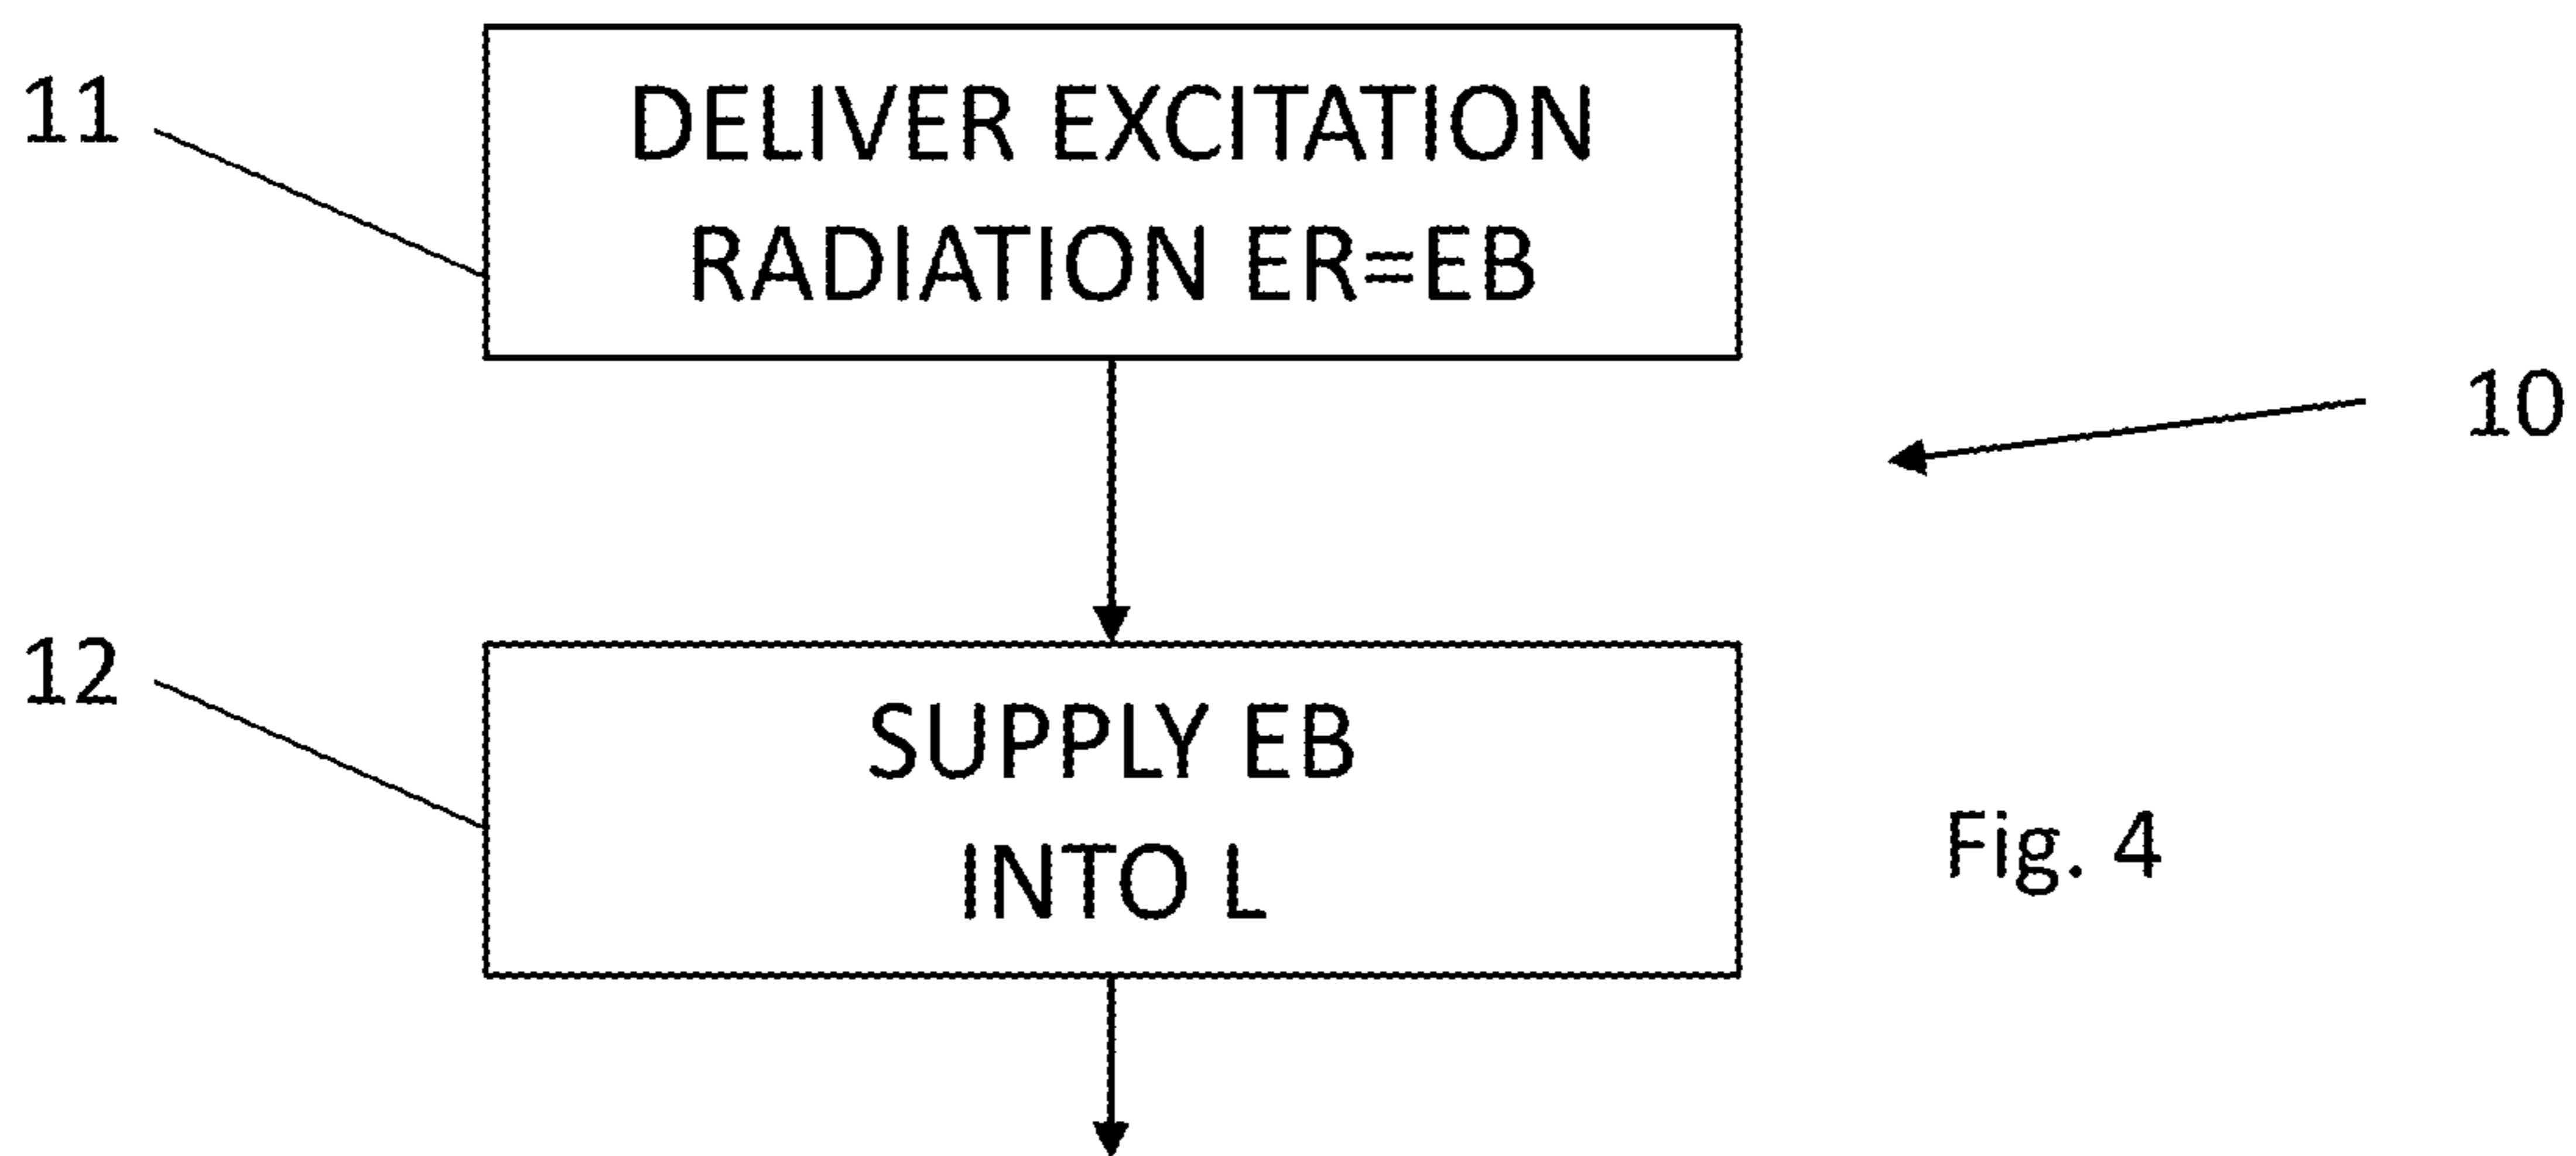 11
DELIVER EXCITATION
RADIATION ER=EB
10
12
SUPPLY EB
INTO L
Fig. 4